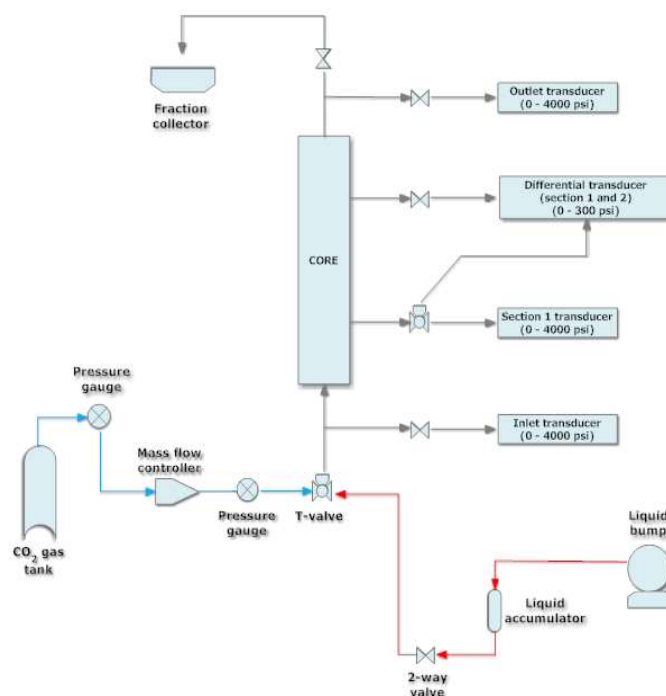 Outlet transducer
(0 - 4000 psi)
Fraction
collector
Differential transducer
(section 1 and 2)
(0 - 300 psi)
CORE
Section 1 transducer
(0 - 4000 psi)
Pressure
gauge
Inlet transducer
(0 - 4000 psi)
Mass flow
controller
Pressure
gauge
T-valve
CO₂ gas
tank
Liquid
bump
Liquid
accumulator
2-way
valve